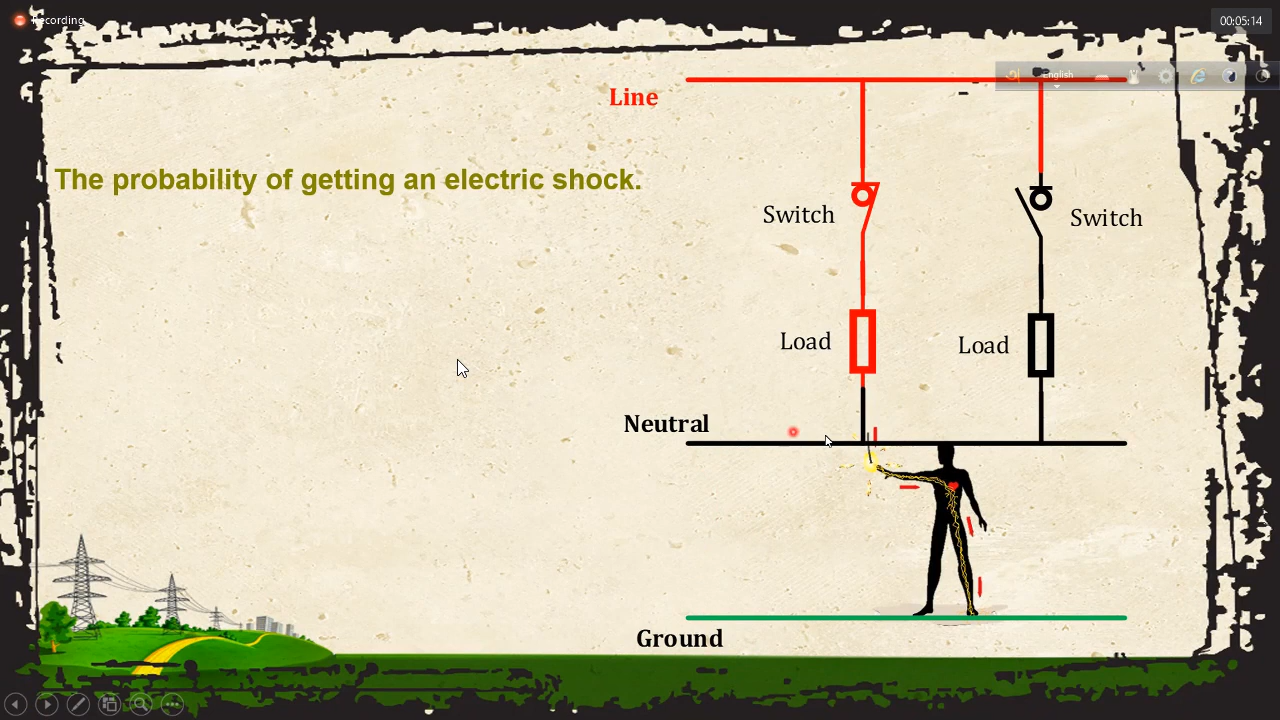 Recording
00:05:14
English
Line
The probability of getting an electric shock.
Switch
Switch
Load
Load
Neutral
Ground